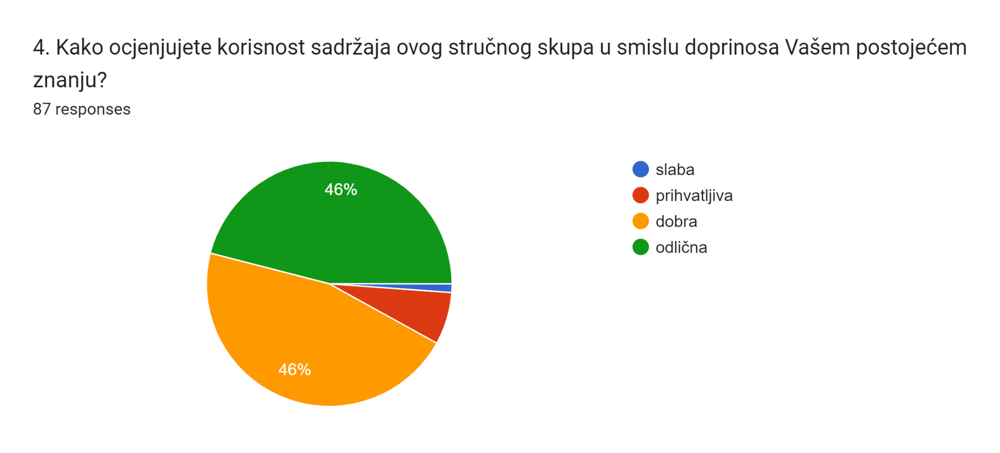 4. Kako ocjenjujete korisnost sadržaja ovog stručnog skupa u smislu doprinosa Vašem postojećem
znanju?
87 responses
46%
46%
slaba
prihvatljiva
dobra
odlična